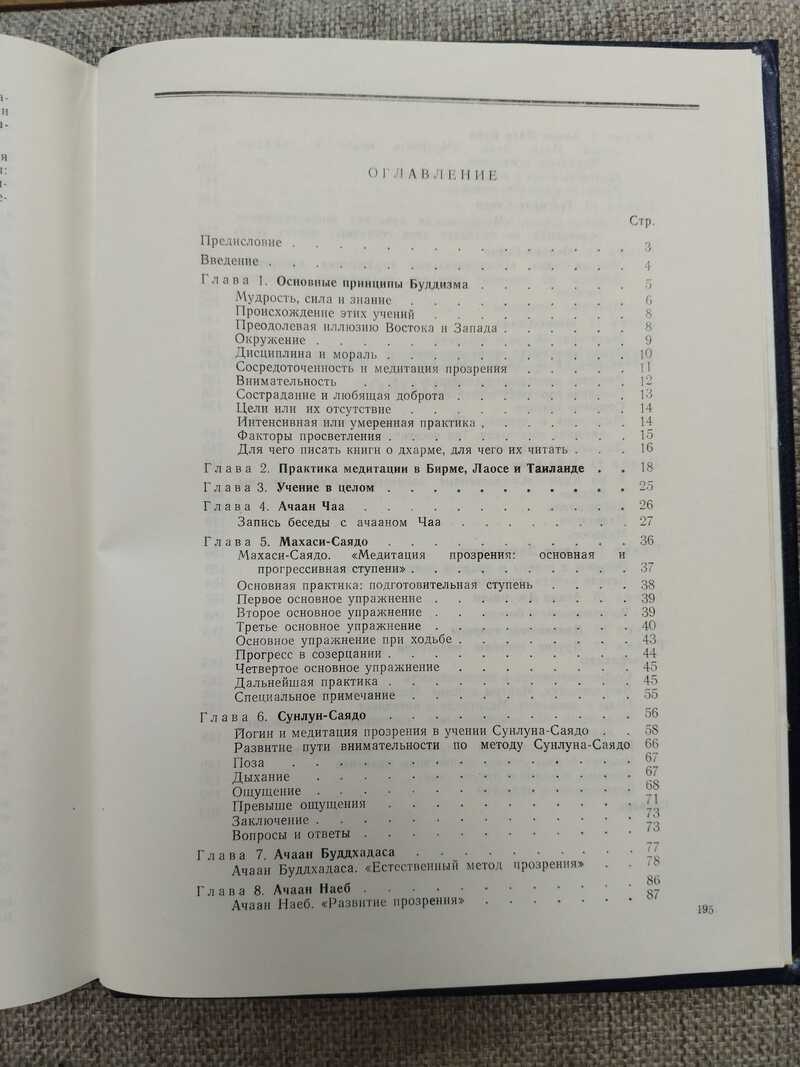 ОГЛАВЛЕНИЕ
Стр.
Предисловие . . . . . . . . . . . . . . . 3
Введение . . . . . . . . . . . . . . . . 4
Глава 1. Основные принципы Буддизма . . . . . . . 5
Мудрость, сила и знание . . . . . . . . . . 6
Происхождение этих учений . . . . . . . . . 8
Преодолевая иллюзию Востока и Запада . . . . . . 8
Окружение . . . . . . . . . . . . . . 9
Дисциплина и мораль . . . . . . . . . . . 10
Сосредоточенность и медитация прозрения . . . . . 11
Внимательность . . . . . . . . . . . . 12
Сострадание и любящая доброта . . . . . . . . 13
Цели или их отсутствие . . . . . . . . . . 14
Интенсивная или умеренная практика . . . . . . . 14
Факторы просветления . . . . . . . . . . . 15
Для чего писать книги о дхарме, для чего их читать . . . 16
Глава 2. Практика медитации в Бирме, Лаосе и Таиланде . . 18
Глава 3. Учение в целом . . . . . . . . . . . 25
Глава 4. Ачаан Чаа . . . . . . . . . . . . 26
Запись беседы с ачааном Чаа . . . . . . . . 27
Глава 5. Махаси-Саядо . . . . . . . . . . . 36
Махаси-Саядо. «Медитация прозрения: основная и
прогрессивная ступени» . . . . . . . . . . 37
Основная практика: подготовительная ступень . . . . 38
Первое основное упражнение . . . . . . . . . 39
Второе основное упражнение . . . . . . . . . 39
Третье основное упражнение . . . . . . . . . 40
Основное упражнение при ходьбе . . . . . . . . 43
Прогресс в созерцании . . . . . . . . . . . 44
Четвертое основное упражнение . . . . . . . . 45
Дальнейшая практика . . . . . . . . . . . 45
Специальное примечание . . . . . . . . . . 55
Глава 6. Сунлун-Саядо . . . . . . . . . . . 56
Йогин и медитация прозрения в учении Сунлуна-Саядо . . 58
Развитие пути внимательности по методу Сунлуна-Саядо 66
Поза . . . . . . . . . . . . . . . 67
Дыхание . . . . . . . . . . . . . . 67
Ощущение . . . . . . . . . . . . . . 68
Превыше ощущения . . . . . . . . . . . 71
Заключение . . . . . . . . . . . . . . 73
Вопросы и ответы . . . . . . . . . . . . 73
Глава 7. Ачаан Буддхадаса . . . . . . . . . . 77
Ачаан Буддхадаса. «Естественный метод прозрения» . . 78
Глава 8. Ачаан Наеб . . . . . . . . . . . . 86
Ачаан Наеб. «Развитие прозрения» . . . . . . . 87
195